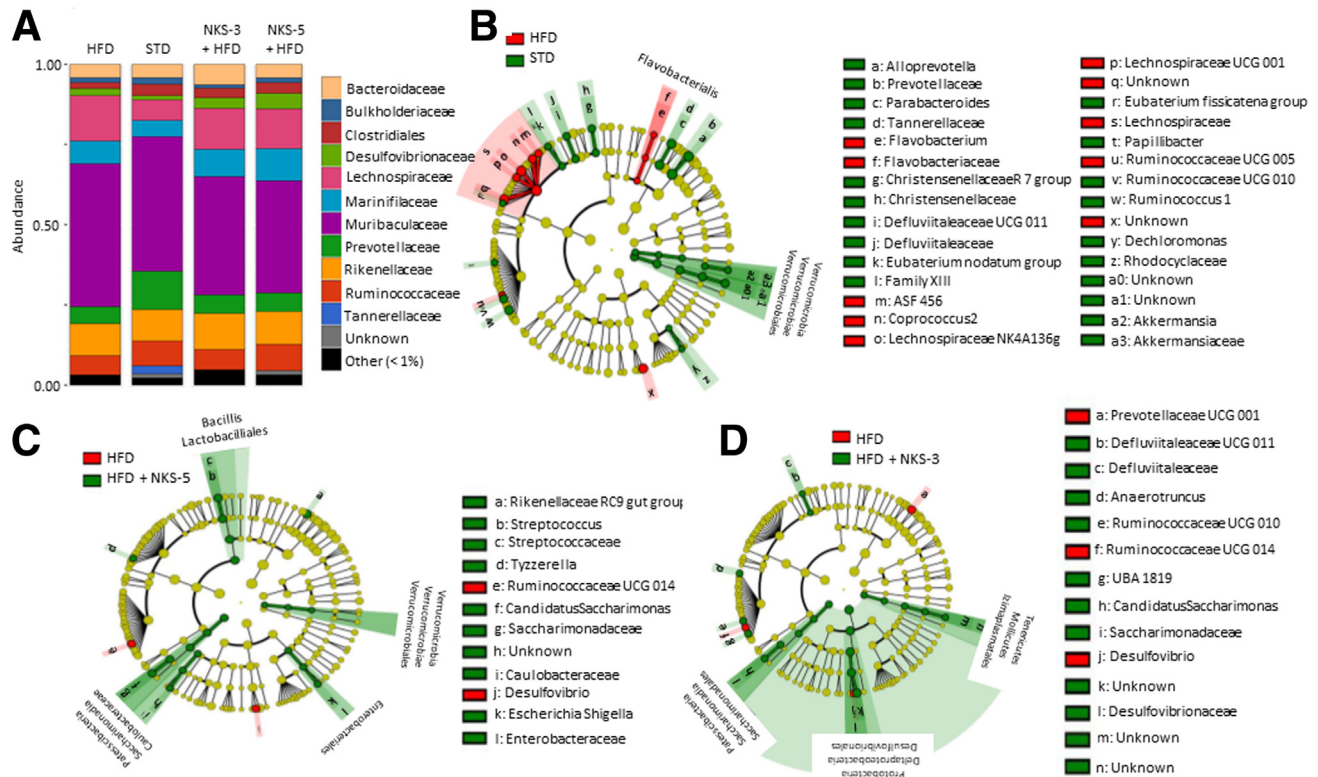 A
HFD
STD
NKS-3
+ HFD
NKS-5
+ HFD
1.00
0.50
0.00
Abundance
Bacteroidaceae
Bulkholderiaceae
Clostridiales
Desulfovibrionaceae
Lechnospiraceae
Marinifilaceae
Muribaculaceae
Prevotellaceae
Rikenellaceae
Ruminococcaceae
Tannerellaceae
Unknown
Other (< 1%)
B
HFD
STD
Flavobacterialis
Verrucomicrobia
Verrucomicrobiae
Verrucomicrobiales
a: Alloprevotella
b: Prevotellaceae
c: Parabacteroides
d: Tannerellaceae
e: Flavobacterium
f: Flavobacteriaceae
g: ChristensenellaceaeR 7 group
h: Christensenellaceae
i: Defluviitaleaceae UCG 011
j: Defluviitaleaceae
k: Eubaterium nodatum group
l: Family XIII
m: ASF 456
n: Coprococcus2
o: Lechnospiraceae NK4A136g
p: Lechnospiraceae UCG 001
q: Unknown
r: Eubaterium fissicatena group
s: Lechnospiraceae
t: Papillibacter
u: Ruminococcaceae UCG 005
v: Ruminococcaceae UCG 010
w: Ruminococcus 1
x: Unknown
y: Dechloromonas
z: Rhodocyclaceae
a0: Unknown
a1: Unknown
a2: Akkermansia
a3: Akkermansiaceae
C
HFD
HFD + NKS-5
Bacillis
Lactobacilliales
Verrucomicrobia
Verrucomicrobiae
Verrucomicrobiales
Enterobacteriales
Caulobacteraceae
Saccharimonadia
Patescibacteria
a: Rikenellaceae RC9 gut group
b: Streptococcus
c: Streptococcaceae
d: Tyzzerella
e: Ruminococcaceae UCG 014
f: CandidatusSaccharimonas
g: Saccharimonadaceae
h: Unknown
i: Caulobacteraceae
j: Desulfovibrio
k: Escherichia Shigella
l: Enterobacteraceae
D
HFD
HFD + NKS-3
Tenericutes
Mollicutes
Izimaplasmatales
Saccharimonadales
Saccharimonadia
Patescibacteria
Desulfovibrionales
Deltaproteobacteria
Protobacteria
a: Prevotellaceae UCG 001
b: Defluviitaleaceae UCG 011
c: Defluviitaleaceae
d: Anaerotruncus
e: Ruminococcaceae UCG 010
f: Ruminococcaceae UCG 014
g: UBA 1819
h: CandidatusSaccharimonas
i: Saccharimonadaceae
j: Desulfovibrio
k: Unknown
l: Desulfovibrionaceae
m: Unknown
n: Unknown